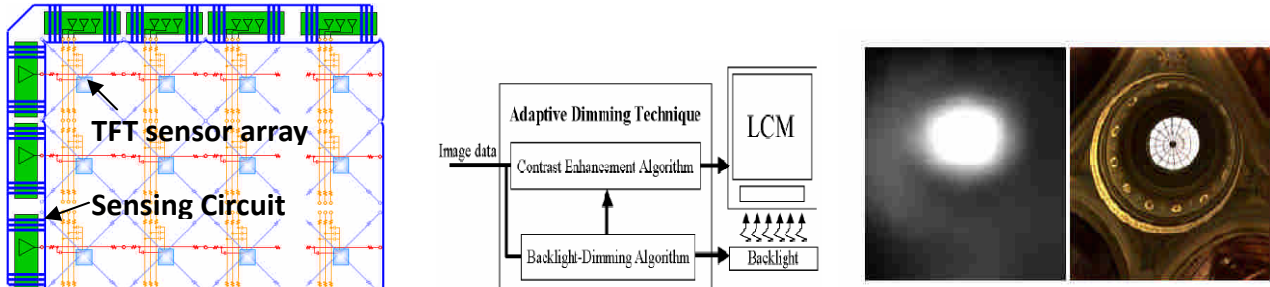 TFT sensor array
Sensing Circuit
Adaptive Dimming Technique
LCM
Image data
Contrast Enhancement Algorithm
Backlight-Dimming Algorithm
Backlight